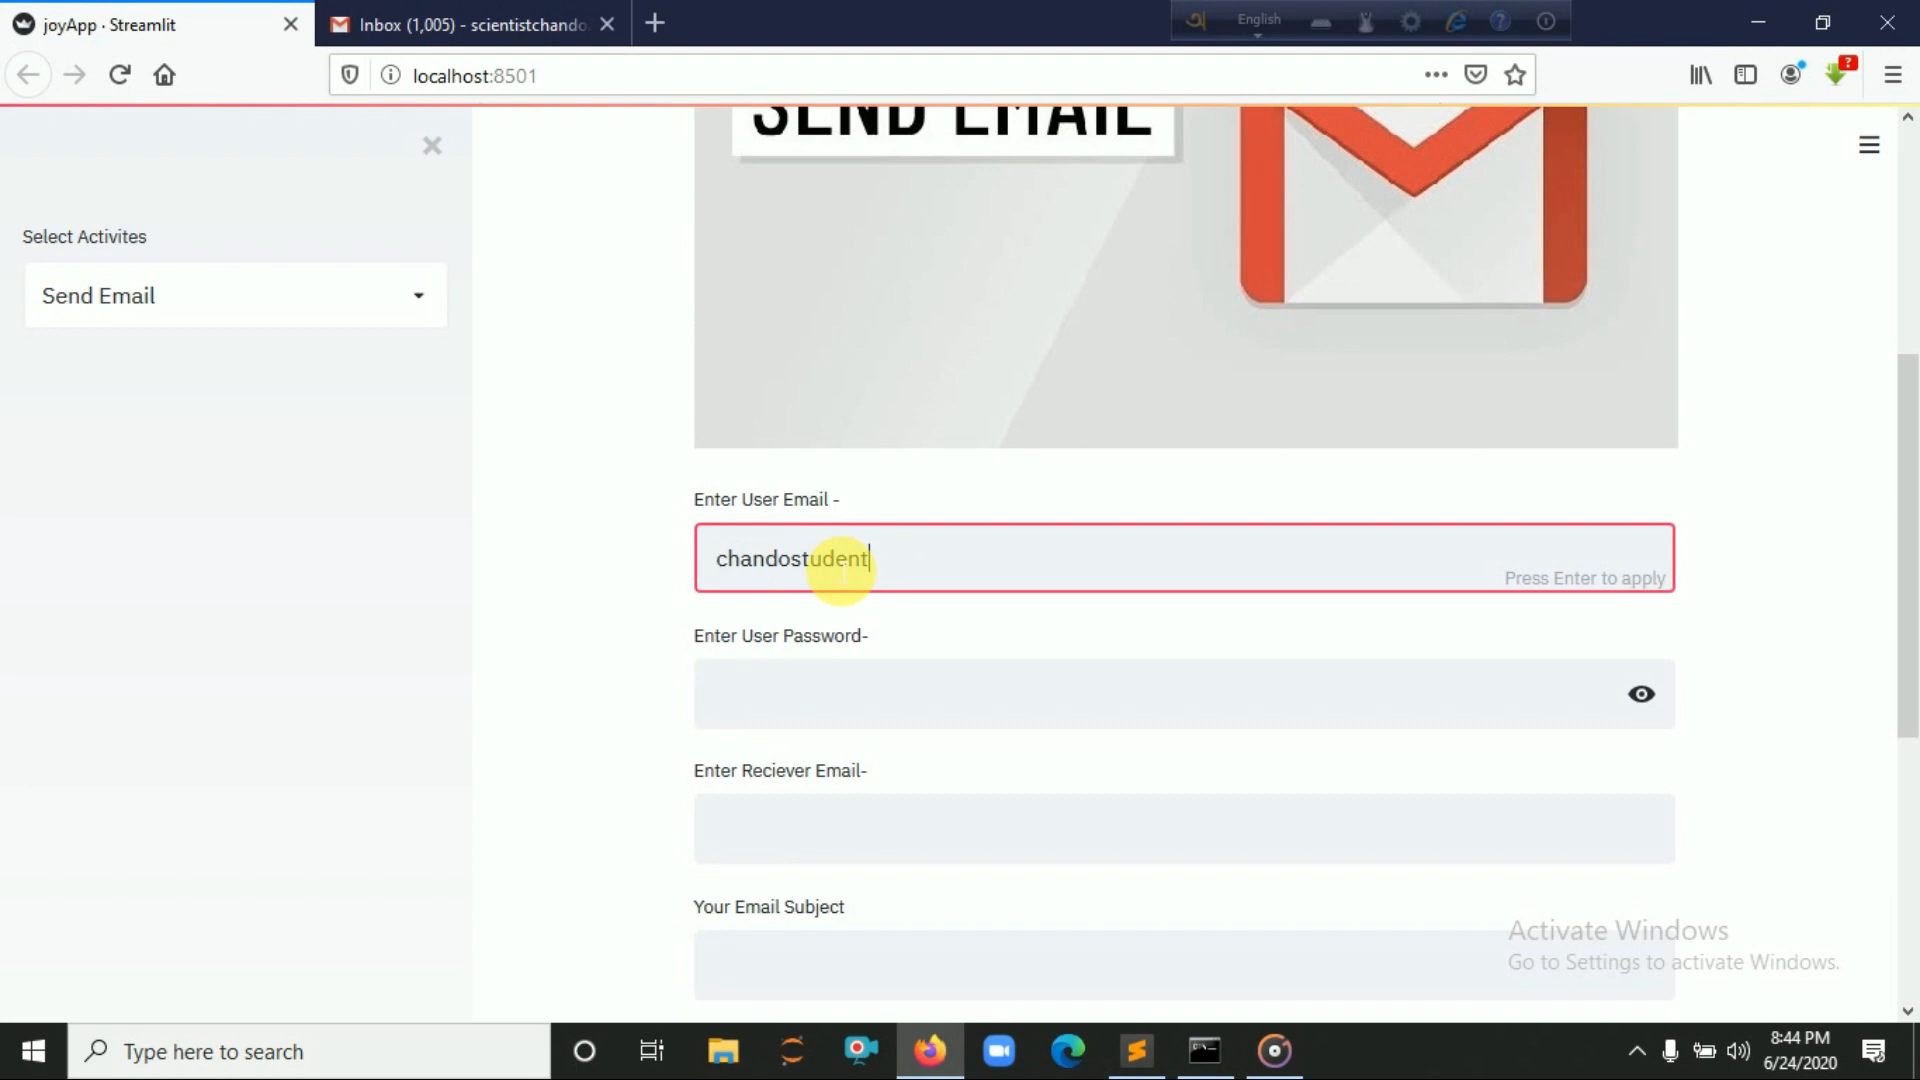 joyApp · Streamlit
Inbox (1,005) - scientistchando
English
localhost:8501
SEND EMAIL
Select Activites
Send Email
Enter User Email -
chandostudent
Press Enter to apply
Enter User Password-
Enter Reciever Email-
Your Email Subject
Activate Windows
Go to Settings to activate Windows.
Type here to search
8:44 PM
6/24/2020